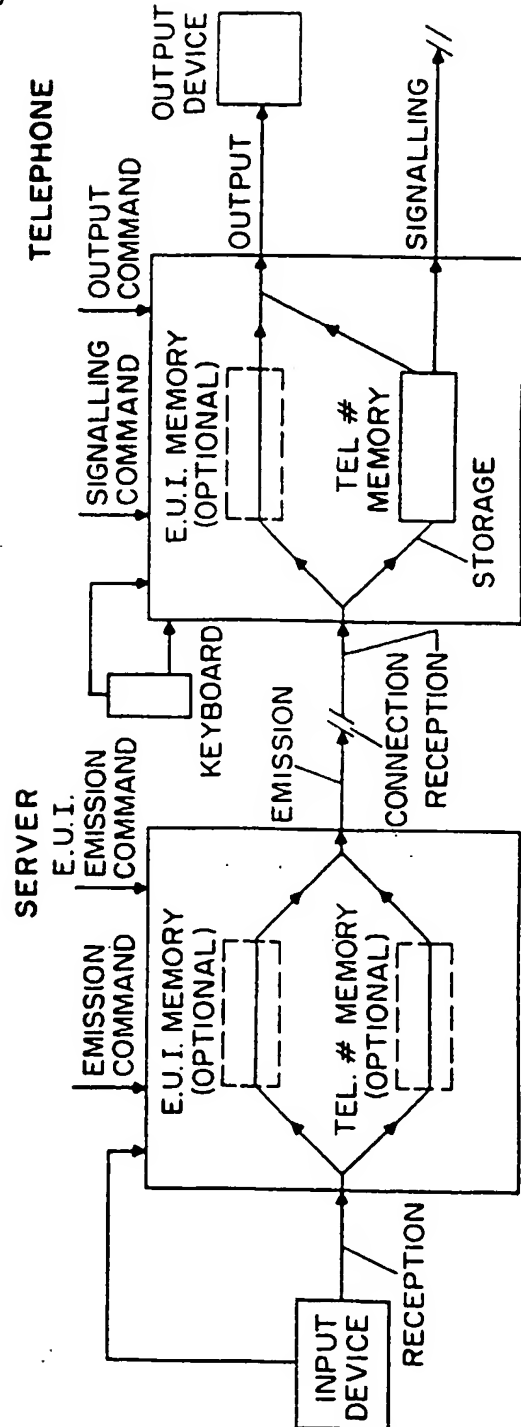 SERVER
TELEPHONE
EMISSION
COMMAND
E.U.I.
EMISSION
COMMAND
SIGNALLING
COMMAND
OUTPUT
COMMAND
OUTPUT
DEVICE
E.U.I. MEMORY
(OPTIONAL)
TEL. # MEMORY
(OPTIONAL)
INPUT
DEVICE
RECEPTION
EMISSION
CONNECTION
RECEPTION
KEYBOARD
E.U.I. MEMORY
(OPTIONAL)
TEL #
MEMORY
STORAGE
OUTPUT
SIGNALLING